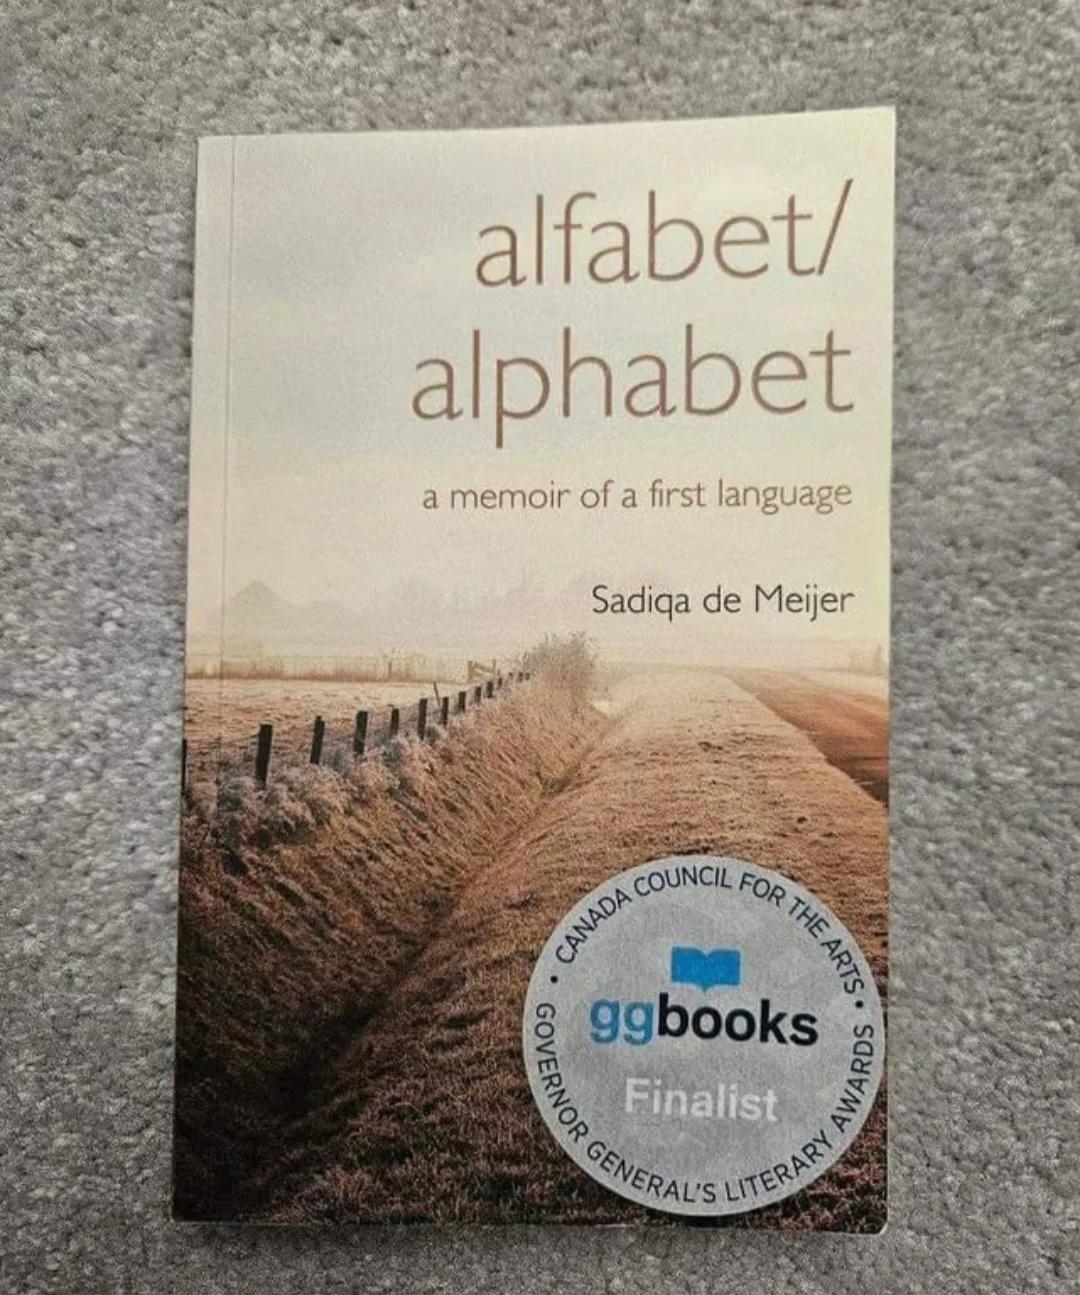 alfabet/
alphabet
a memoir of a first language
Sadiqa de Meijer
• CANADA COUNCIL FOR THE ARTS •
ggbooks
Finalist
GOVERNOR GENERAL'S LITERARY AWARDS